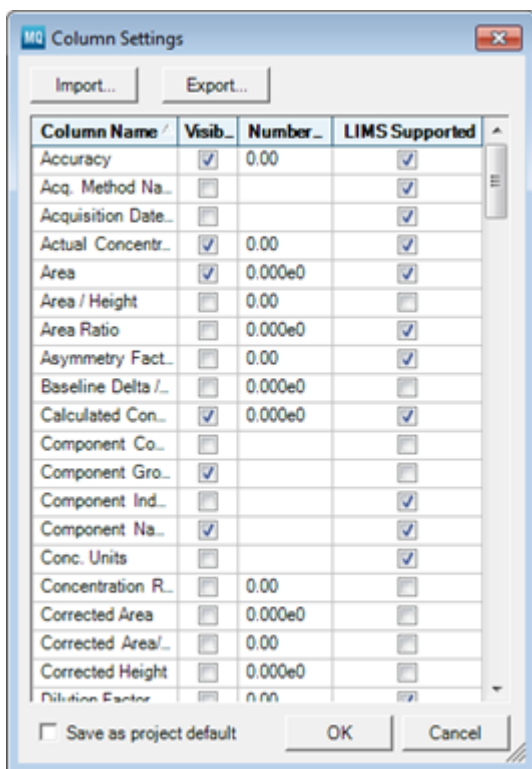 MQ Column Settings
Import... Export...
Column Name Visib... Number... LIMS Supported
Accuracy 0.00
Acq. Method Na...
Acquisition Date...
Actual Concentr... 0.00
Area 0.000e0
Area / Height 0.00
Area Ratio 0.000e0
Asymmetry Fact... 0.00
Baseline Delta /... 0.000e0
Calculated Con... 0.000e0
Component Co...
Component Gro...
Component Ind...
Component Na...
Conc. Units
Concentration R... 0.00
Corrected Area 0.000e0
Corrected Area/... 0.00
Corrected Height 0.000e0
Dilution Factor 0.00
Save as project default OK Cancel